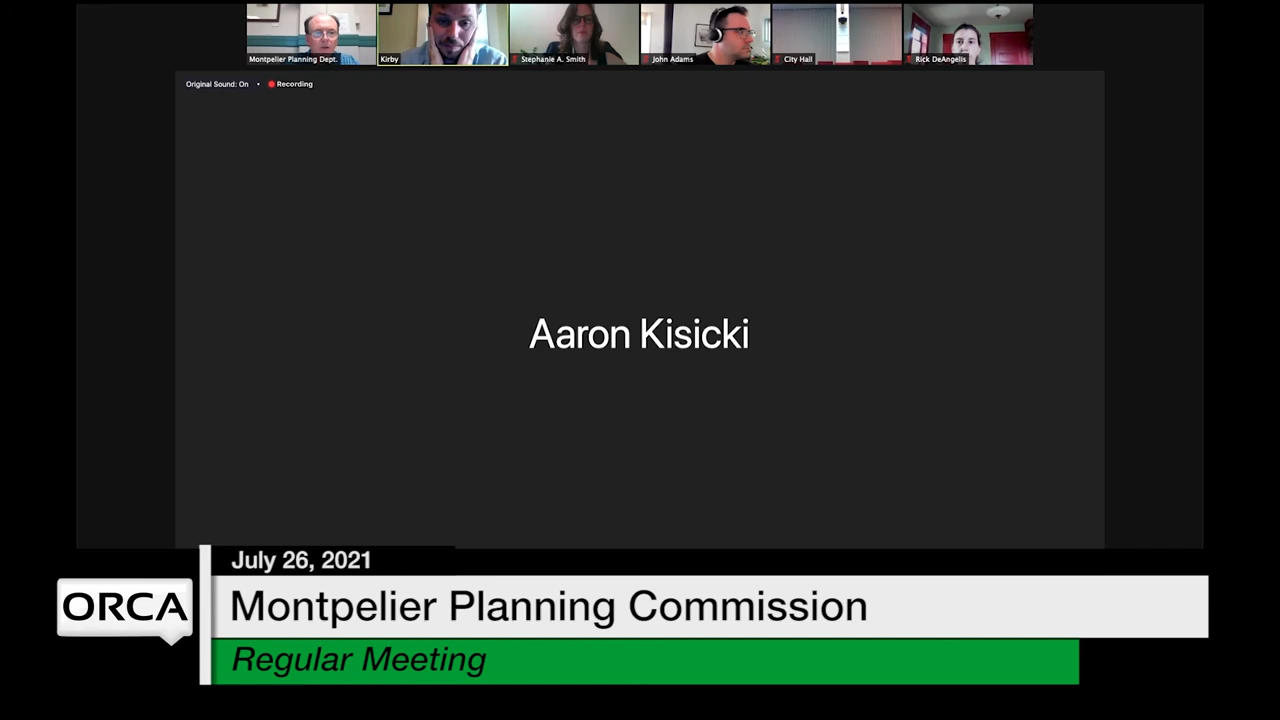 Montpelier Planning Dept.
Kirby
Stephanie A. Smith
John Adams
City Hall
Rick DeAngelis
Original Sound: On • Recording
Aaron Kisicki
July 26, 2021
ORCA
Montpelier Planning Commission
Regular Meeting